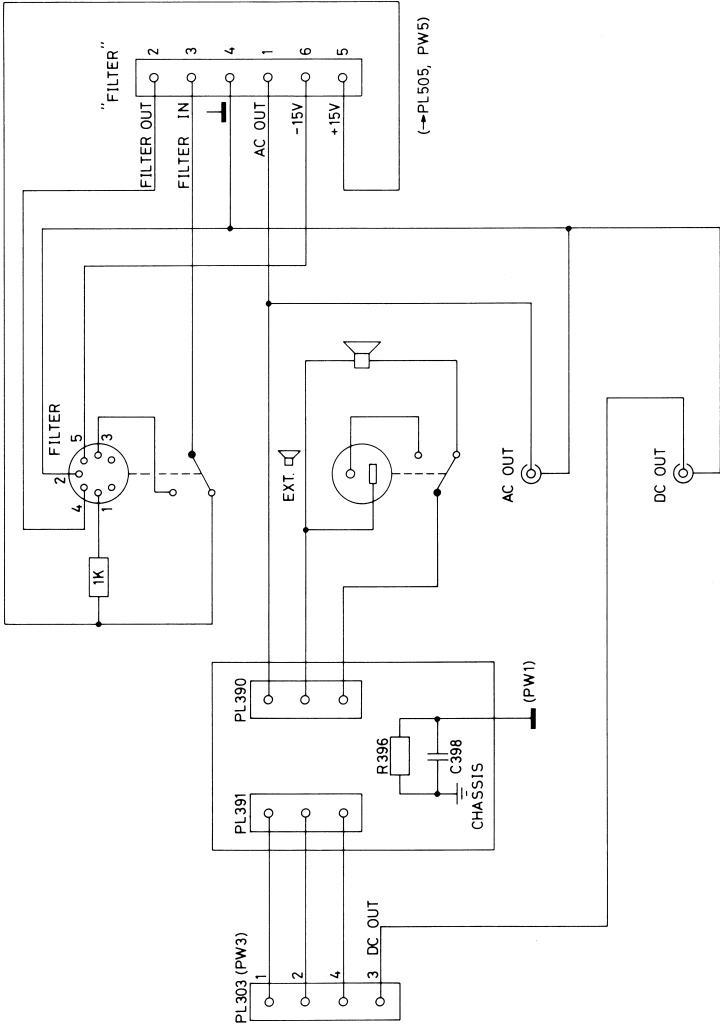 "FILTER"
2
3
4
1
6
5
FILTER OUT
FILTER IN
AC OUT
-15V
+15V
(→PL505, PW5)
FILTER
2
5
3
4
1
1K
EXT.
AC OUT
DC OUT
PL390
PL391
R396
C398
CHASSIS
(PW1)
PL303 (PW3)
1
2
4
3
DC OUT